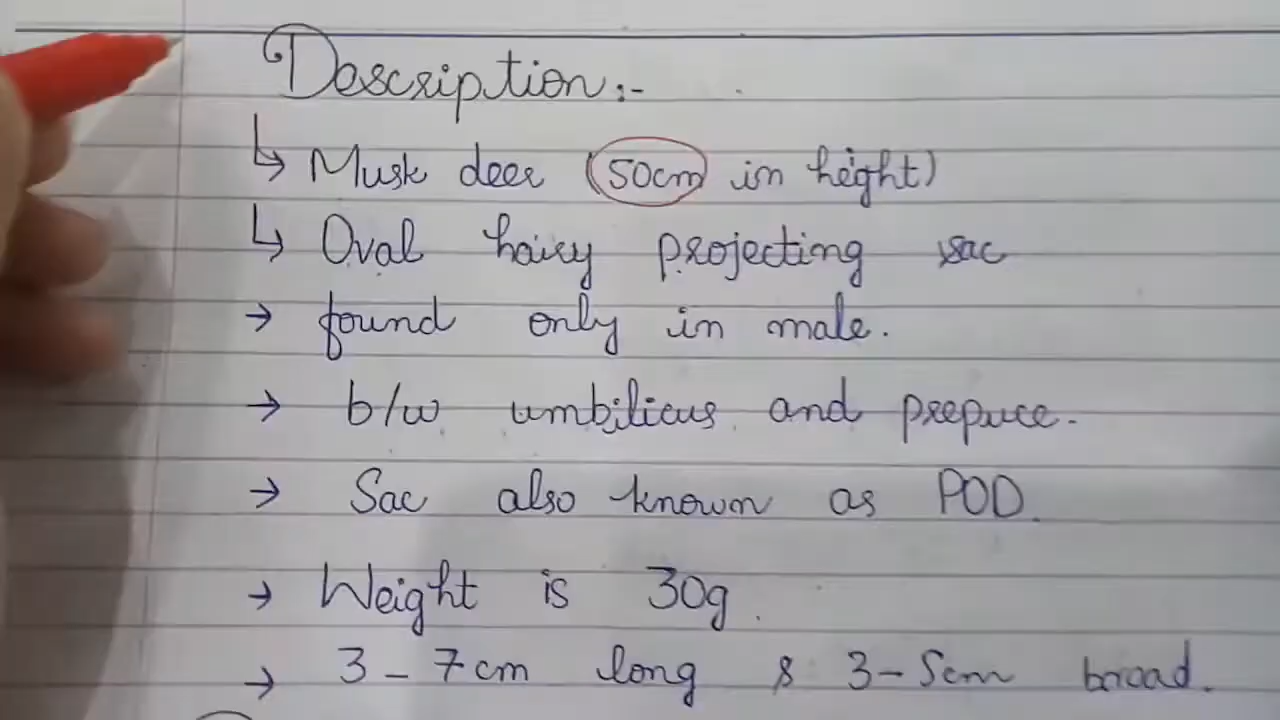 Description :-
↳ Musk deer (50cm in height)
↳ Oval hairy projecting sac
→ found only in male.
→ b/w umbilicus and prepuce.
→ Sac also known as POD.
→ Weight is 30g.
→ 3-7cm long & 3-5cm broad.